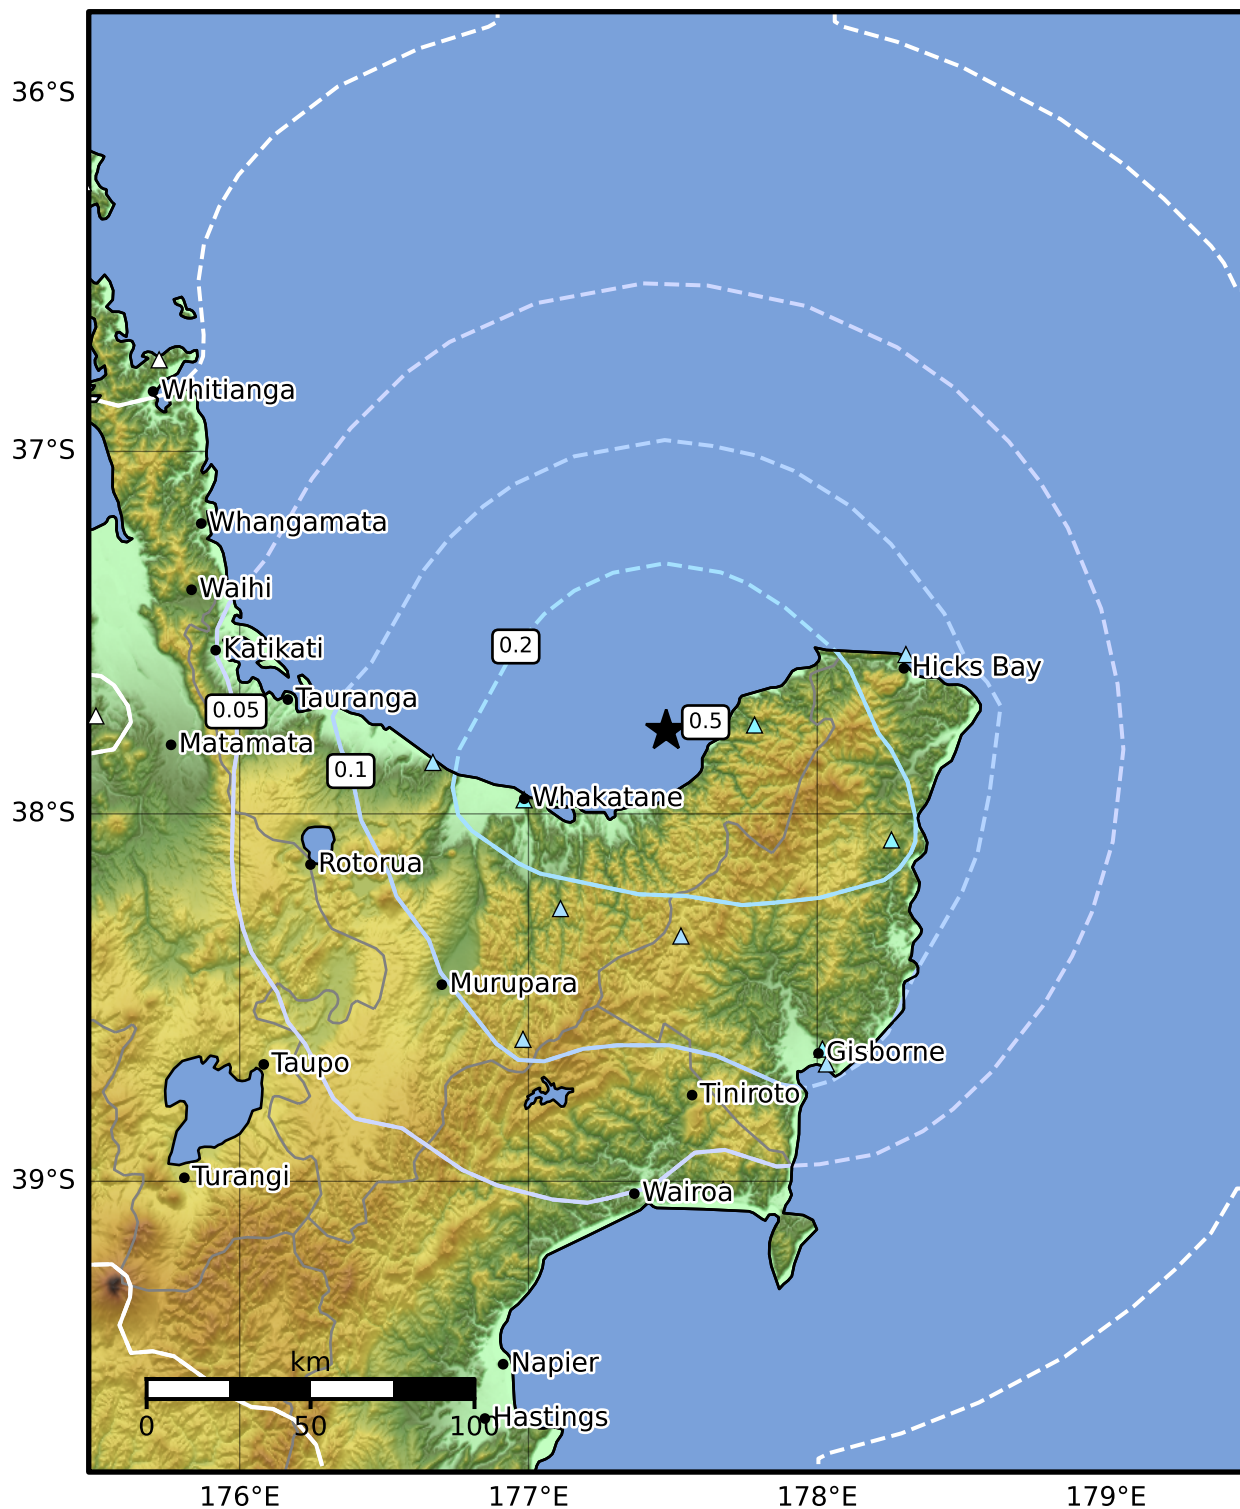 36°S
Whitianga
37°S
Whangamata
Waihi
Katikati
0.2
Hicks Bay
Tauranga
0.05
0.5
Matamata
0.1
Whakatane
38°S
Rotorua
Murupara
Gisborne
Taupo
Tiniroto
Turangi
39°S
Wairoa
km
Napier
0 50 100
Hastings
176°E 177°E 178°E 179°E